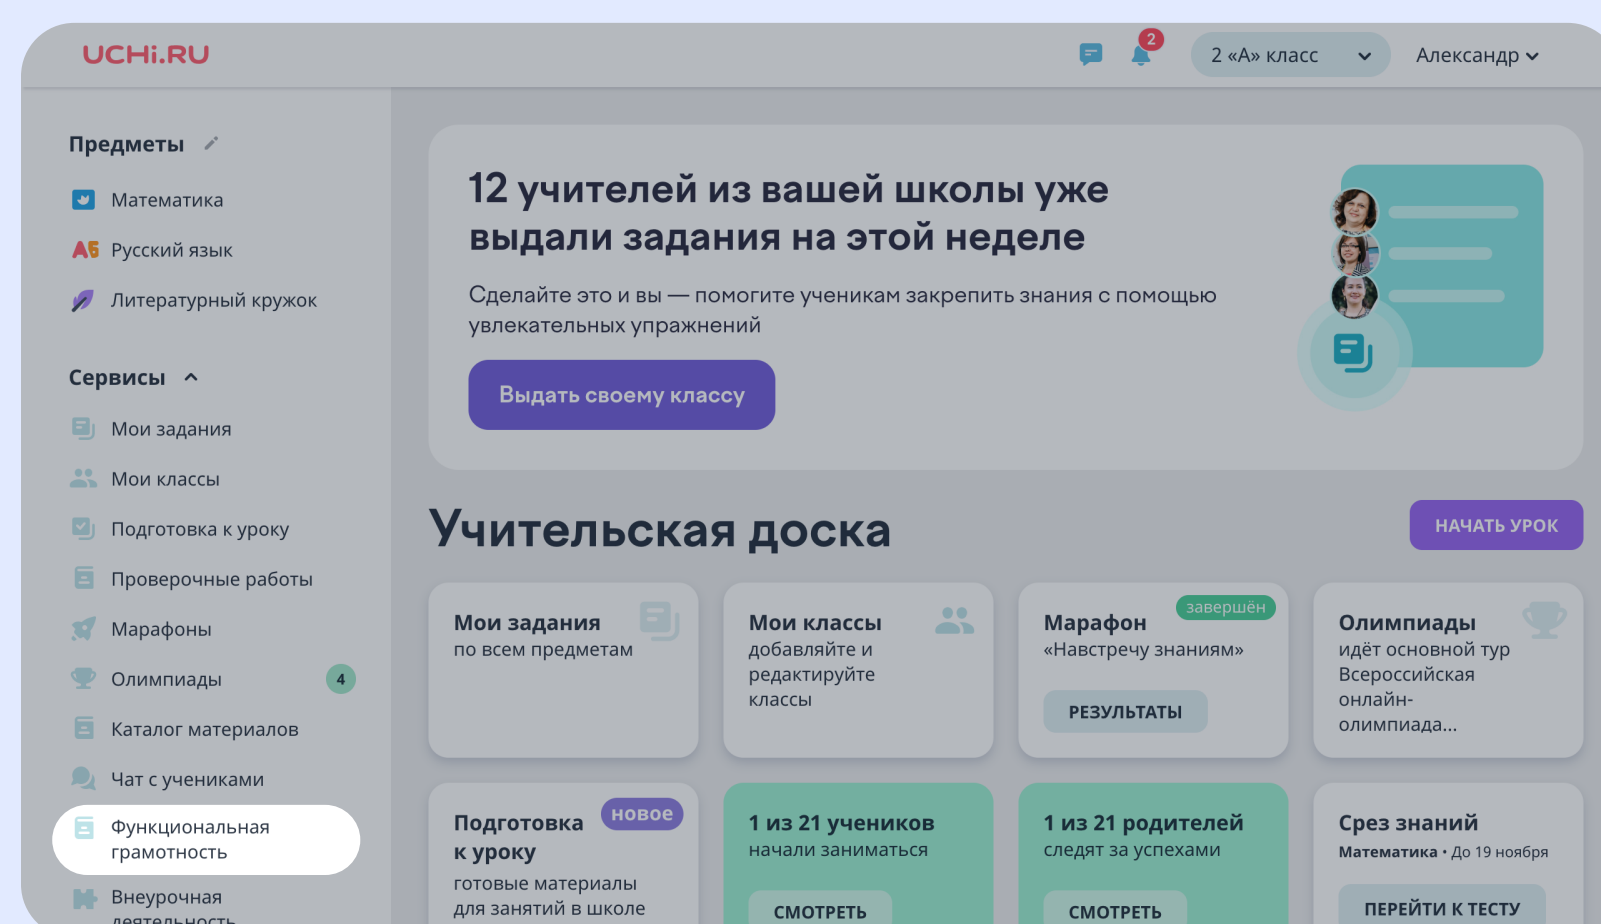 UCHi.RU
2
2 «А» класс
Александр
Предметы
Математика
АБ
Русский язык
Литературный кружок
Сервисы
Мои задания
Мои классы
Подготовка к уроку
Проверочные работы
Марафоны
Олимпиады
4
Каталог материалов
Чат с учениками
Функциональная
грамотность
Внеурочная
деятельность
12 учителей из вашей школы уже
выдали задания на этой неделе
Сделайте это и вы — помогите ученикам закрепить знания с помощью
увлекательных упражнений
Выдать своему классу
Учительская доска
НАЧАТЬ УРОК
Мои задания
по всем предметам
Мои классы
добавляйте и
редактируйте
классы
завершён
Марафон
«Навстречу знаниям»
РЕЗУЛЬТАТЫ
Олимпиады
идёт основной тур
Всероссийская
онлайн-
олимпиада...
новое
Подготовка
к уроку
готовые материалы
для занятий в школе
1 из 21 учеников
начали заниматься
СМОТРЕТЬ
1 из 21 родителей
следят за успехами
СМОТРЕТЬ
Срез знаний
Математика • До 19 ноября
ПЕРЕЙТИ К ТЕСТУ